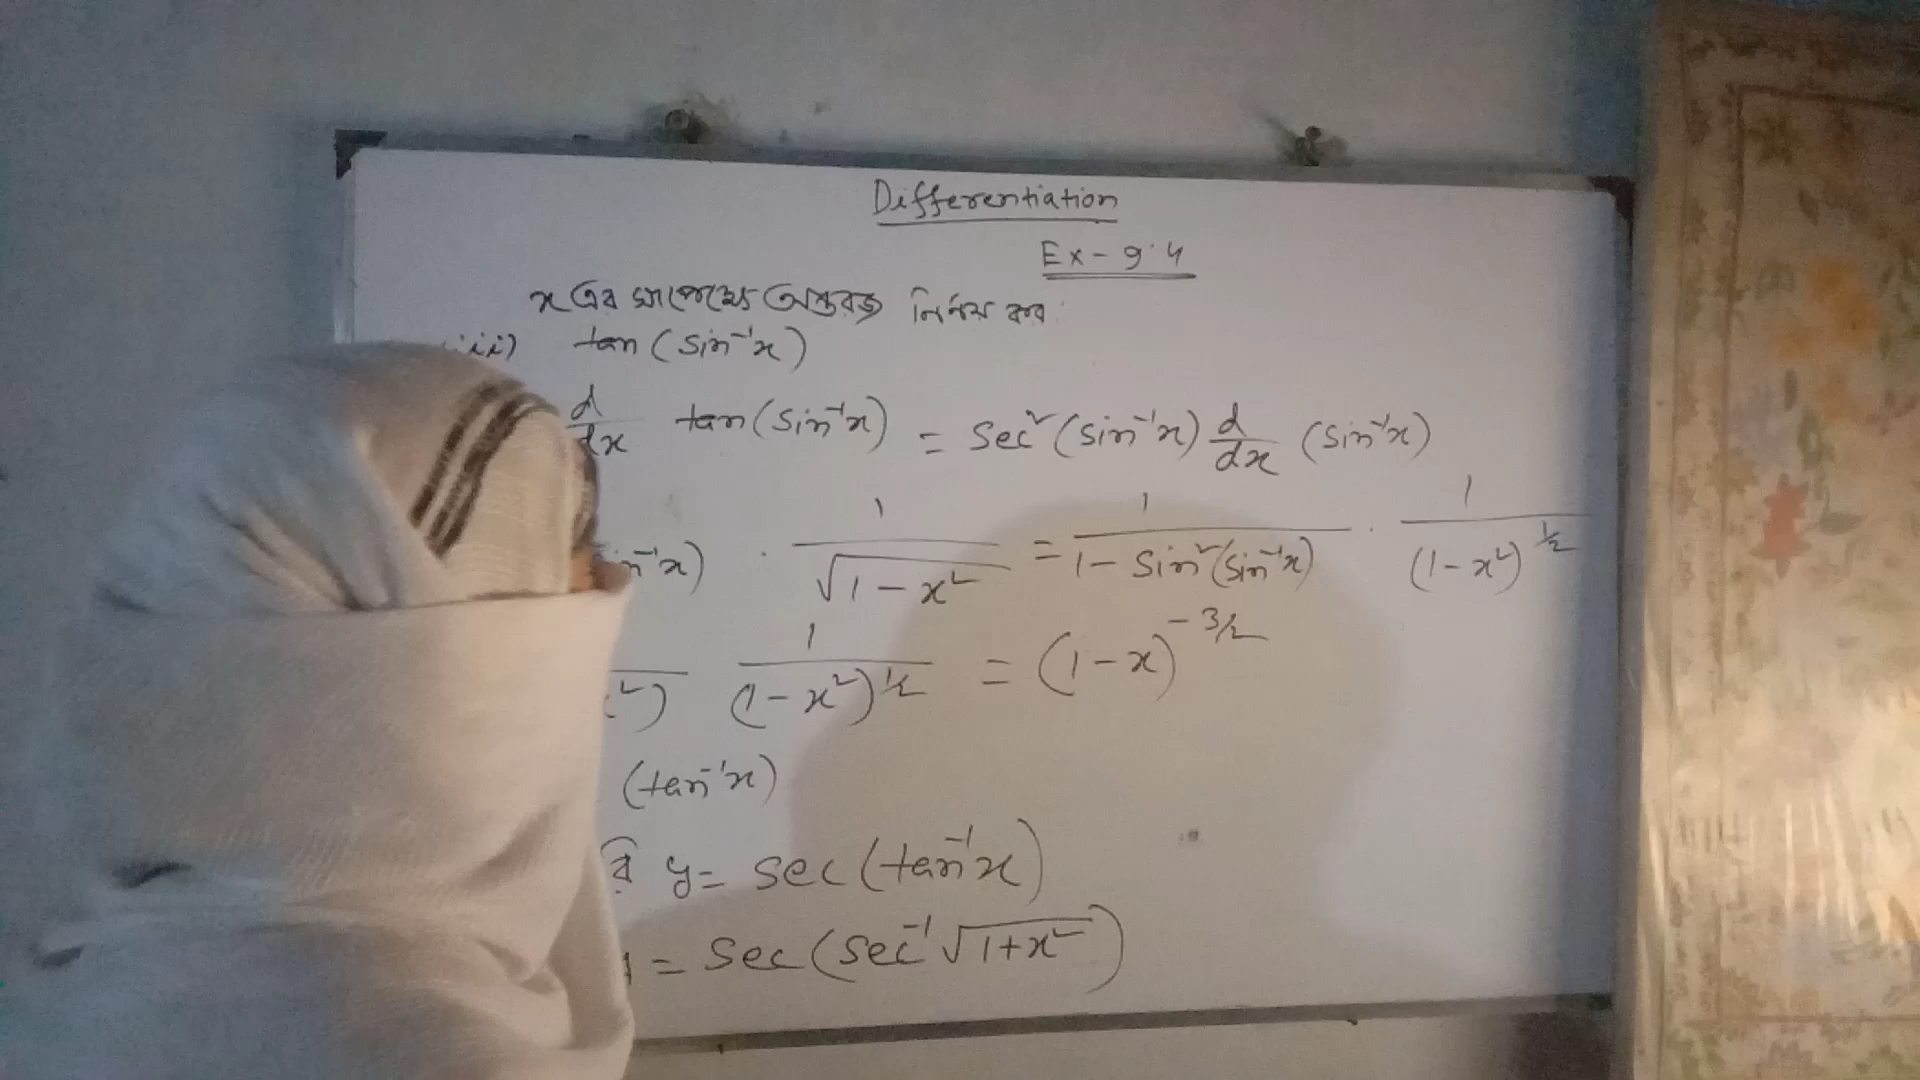 Differentiation
Ex - 9.4
x এর সাপেক্ষে অন্তরজ নির্ণয় কর:
iii) tan (sin⁻¹x)
d/dx tan (sin⁻¹x) = sec² (sin⁻¹x) d/dx (sin⁻¹x)
in⁻¹x) . 1/√1-x² = 1/1- sin²(sin⁻¹x) . 1/(1-x²)^½
²) 1/(1-x²)^½ = (1-x)^-3/2
(tan⁻¹x)
রি y= sec (tan⁻¹x)
= sec (sec⁻¹ √1+x²)